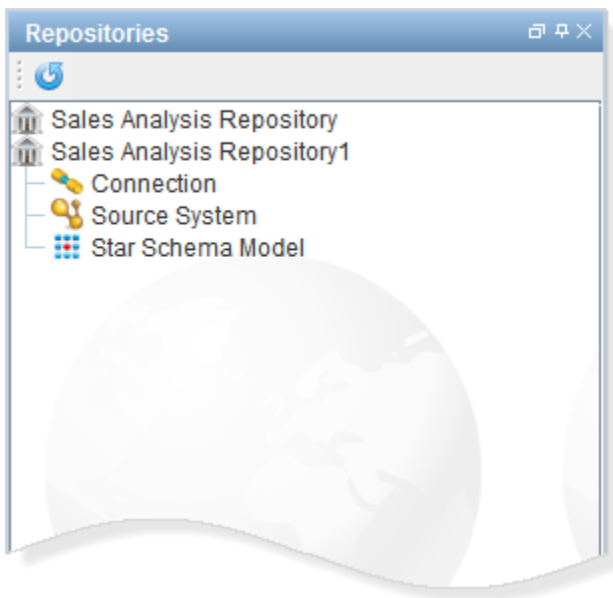 Repositories
Sales Analysis Repository
Sales Analysis Repository1
Connection
Source System
Star Schema Model